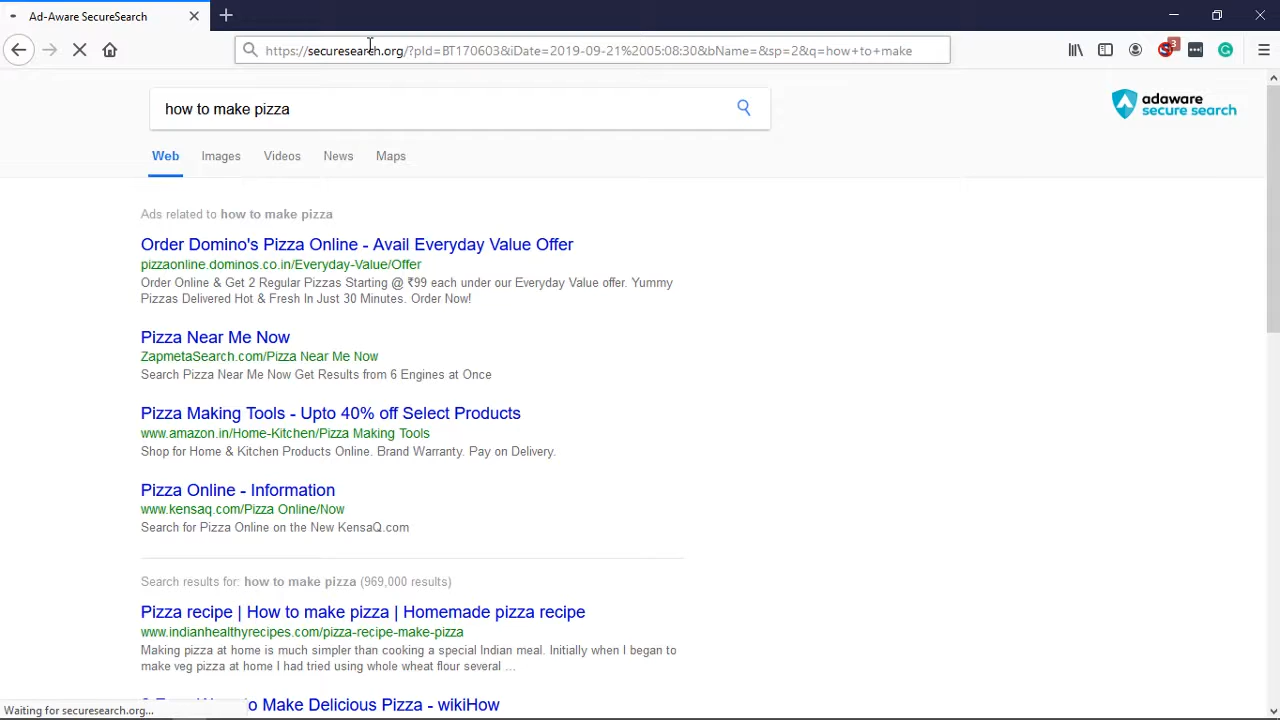 Ad-Aware SecureSearch
https://securesearch.org/?pId=BT170603&iDate=2019-09-21%2005:08:30&bName=&sp=2&q=how+to+make
3
how to make pizza
adaware
secure search
Web Images Videos News Maps
Ads related to how to make pizza
Order Domino's Pizza Online - Avail Everyday Value Offer
pizzaonline.dominos.co.in/Everyday-Value/Offer
Order Online & Get 2 Regular Pizzas Starting @ ₹99 each under our Everyday Value offer. Yummy
Pizzas Delivered Hot & Fresh In Just 30 Minutes. Order Now!
Pizza Near Me Now
ZapmetaSearch.com/Pizza Near Me Now
Search Pizza Near Me Now Get Results from 6 Engines at Once
Pizza Making Tools - Upto 40% off Select Products
www.amazon.in/Home-Kitchen/Pizza Making Tools
Shop for Home & Kitchen Products Online. Brand Warranty. Pay on Delivery.
Pizza Online - Information
www.kensaq.com/Pizza Online/Now
Search for Pizza Online on the New KensaQ.com
Search results for: how to make pizza (969,000 results)
Pizza recipe | How to make pizza | Homemade pizza recipe
www.indianhealthyrecipes.com/pizza-recipe-make-pizza
Making pizza at home is much simpler than cooking a special Indian meal. Initially when I began to
make veg pizza at home I had tried using whole wheat flour several ...
to Make Delicious Pizza - wikiHow
Waiting for securesearch.org...